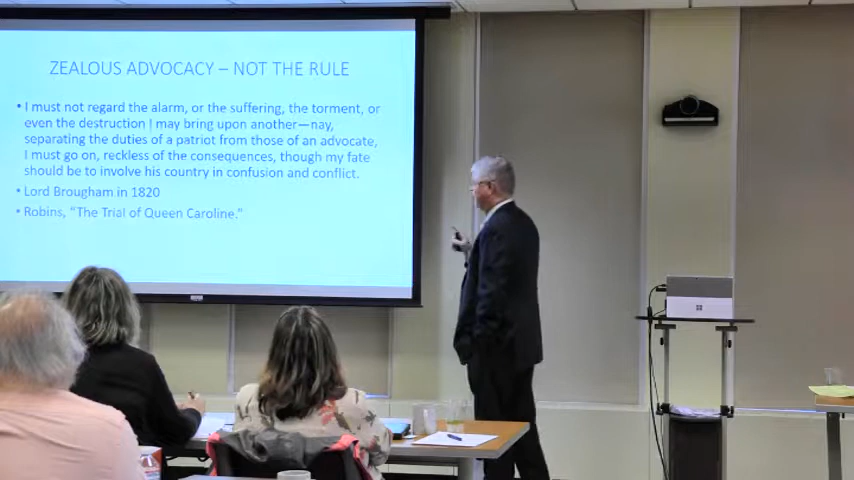 ZEALOUS ADVOCACY – NOT THE RULE
• I must not regard the alarm, or the suffering, the torment, or
even the destruction I may bring upon another—nay,
separating the duties of a patriot from those of an advocate,
I must go on, reckless of the consequences, though my fate
should be to involve his country in confusion and conflict.
• Lord Brougham in 1820
• Robins, "The Trial of Queen Caroline."